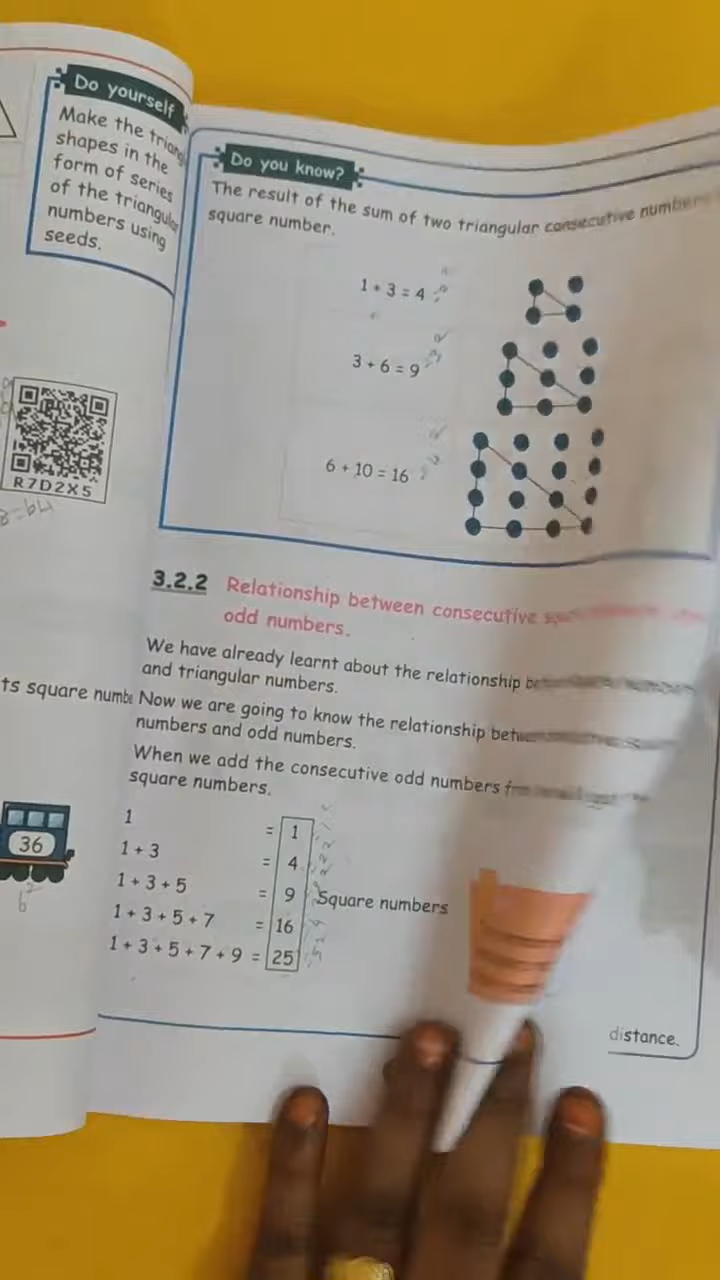 Do yourself
Make the
shapes in the
form of series
of the
numbers using
seeds.
R7D2X5
8=64
ts square numbe
36
6²
Do you know?
The result of the sum of two triangular consecutive numbers
square number.
1 + 3 = 4
3 + 6 = 9
6 + 10 = 16
3.2.2 Relationship between consecutive
odd numbers.
We have already learnt about the relationship
and triangular numbers.
Now we are going to know the relationship
numbers and odd numbers.
When we add the consecutive odd numbers
square numbers.
1 = 1
1 + 3 = 4
1 + 3 + 5 = 9 Square numbers
1 + 3 + 5 + 7 = 16
1 + 3 + 5 + 7 + 9 = 25
distance.